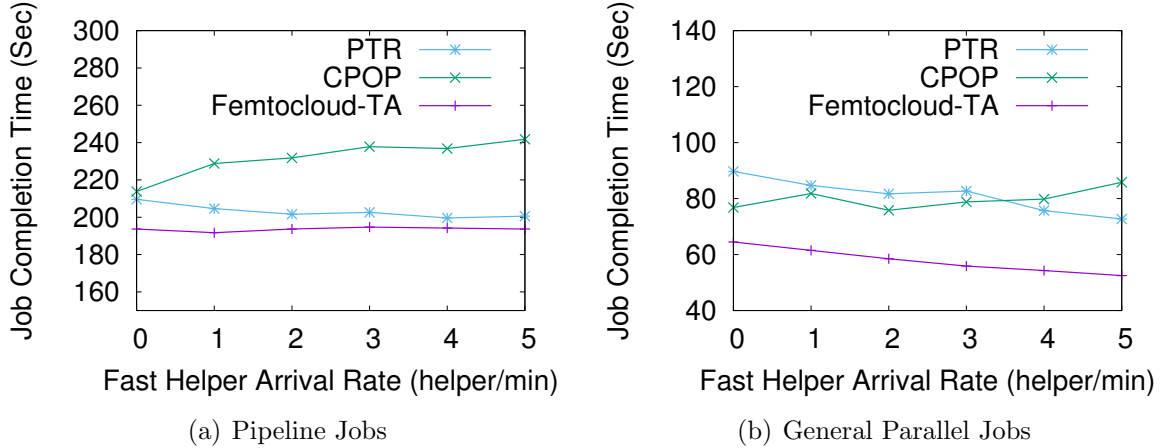 Job Completion Time (Sec)
300
280
260
240
220
200
180
160
PTR
CPOP
Femtocloud-TA
0 1 2 3 4 5
Fast Helper Arrival Rate (helper/min)
(a) Pipeline Jobs
Job Completion Time (Sec)
140
120
100
80
60
40
PTR
CPOP
Femtocloud-TA
0 1 2 3 4 5
Fast Helper Arrival Rate (helper/min)
(b) General Parallel Jobs